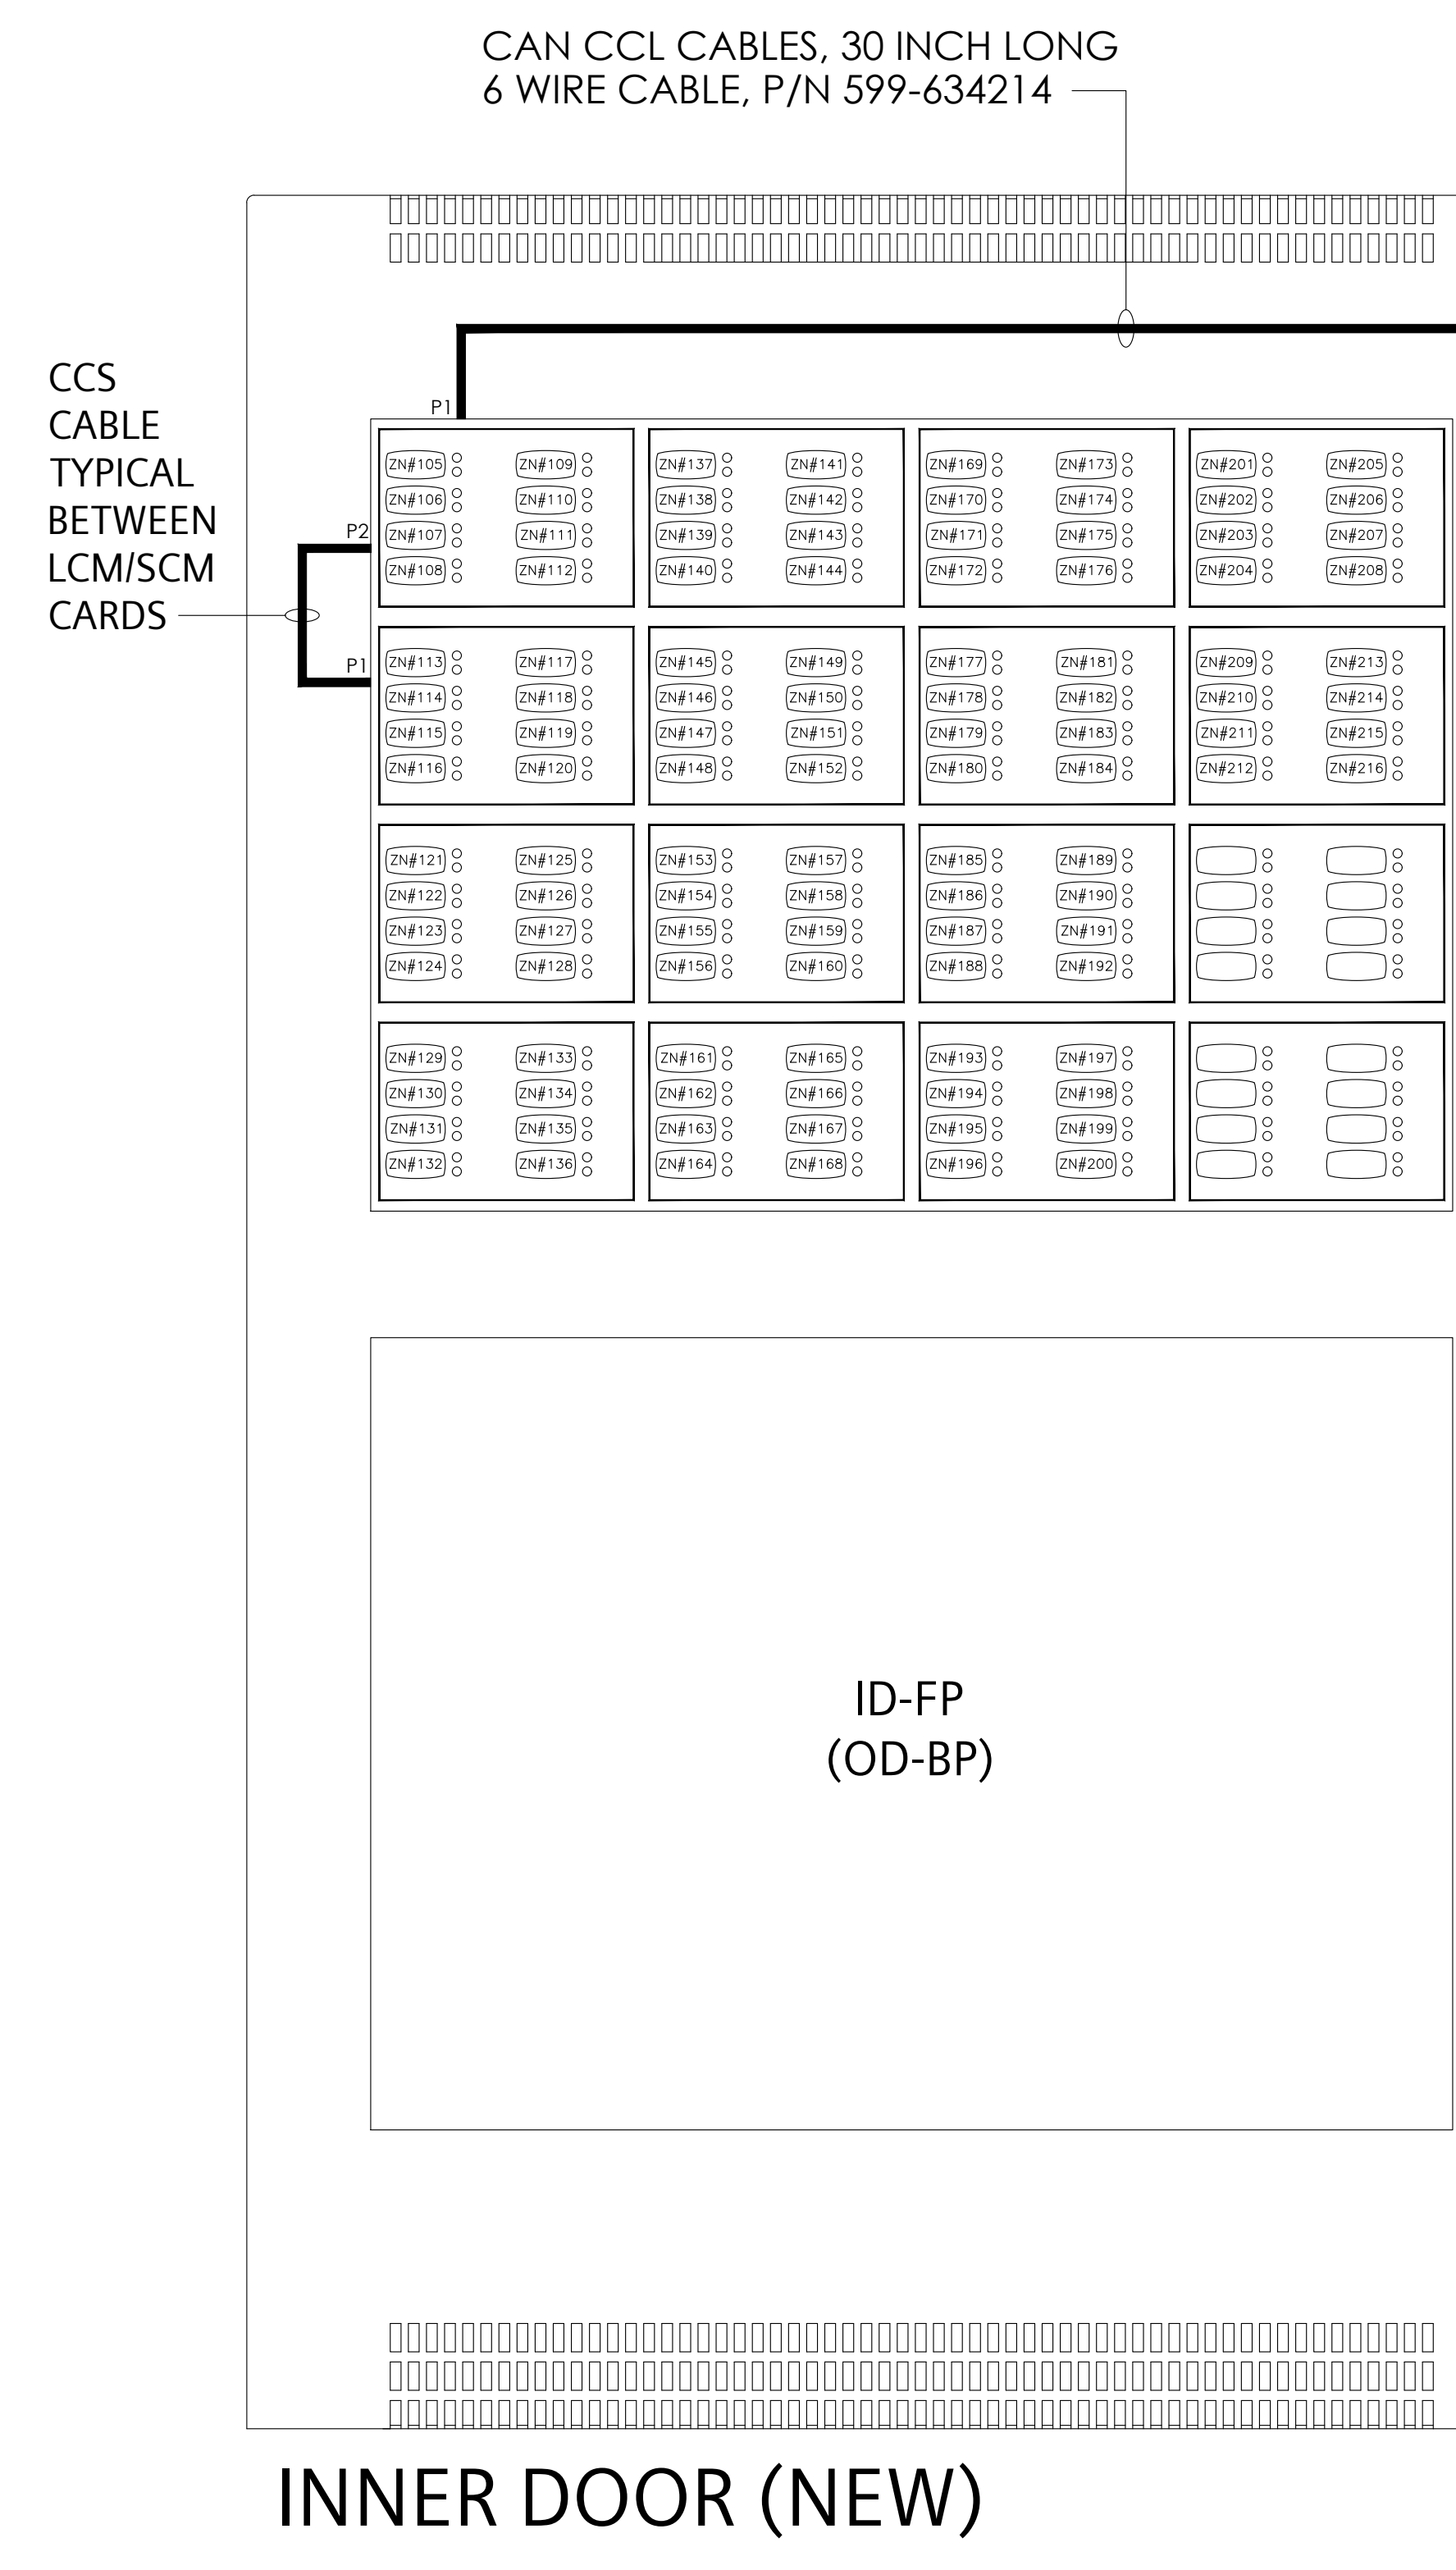 CAN CCL CABLES, 30 INCH LONG
6 WIRE CABLE, P/N 599-634214
CCS
CABLE
TYPICAL
BETWEEN
LCM/SCM
CARDS
P1
P2
P1
ZN#105 ZN#109 ZN#137 ZN#141 ZN#169 ZN#173 ZN#201 ZN#205
ZN#106 ZN#110 ZN#138 ZN#142 ZN#170 ZN#174 ZN#202 ZN#206
ZN#107 ZN#111 ZN#139 ZN#143 ZN#171 ZN#175 ZN#203 ZN#207
ZN#108 ZN#112 ZN#140 ZN#144 ZN#172 ZN#176 ZN#204 ZN#208
ZN#113 ZN#117 ZN#145 ZN#149 ZN#177 ZN#181 ZN#209 ZN#213
ZN#114 ZN#118 ZN#146 ZN#150 ZN#178 ZN#182 ZN#210 ZN#214
ZN#115 ZN#119 ZN#147 ZN#151 ZN#179 ZN#183 ZN#211 ZN#215
ZN#116 ZN#120 ZN#148 ZN#152 ZN#180 ZN#184 ZN#212 ZN#216
ZN#121 ZN#125 ZN#153 ZN#157 ZN#185 ZN#189
ZN#122 ZN#126 ZN#154 ZN#158 ZN#186 ZN#190
ZN#123 ZN#127 ZN#155 ZN#159 ZN#187 ZN#191
ZN#124 ZN#128 ZN#156 ZN#160 ZN#188 ZN#192
ZN#129 ZN#133 ZN#161 ZN#165 ZN#193 ZN#197
ZN#130 ZN#134 ZN#162 ZN#166 ZN#194 ZN#198
ZN#131 ZN#135 ZN#163 ZN#167 ZN#195 ZN#199
ZN#132 ZN#136 ZN#164 ZN#168 ZN#196 ZN#200
ID-FP
(OD-BP)
INNER DOOR (NEW)